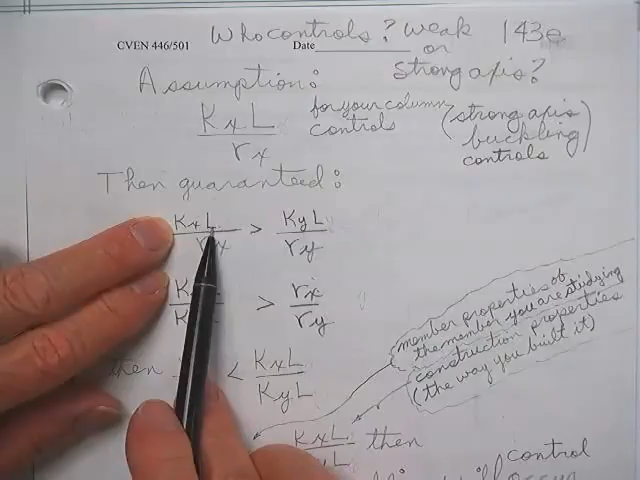 Who controls? Weak 143e
CVEN 446/501 Date or
Assumption: Strong axis?
KxL for your column (strong axis
rx controls buckling
controls)
Then guaranteed:
KxL > KyL
rx ry
K > rx
K ry
then < KxL
KyL
member properties of
the member you are studying
construction properties
(the way you built it)
KxL then
L
control
occur